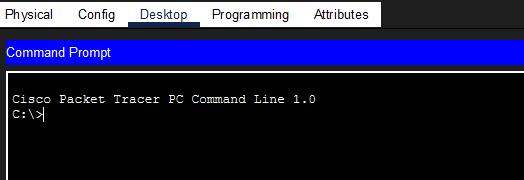 Physical Config Desktop Programming Attributes
Command Prompt
Cisco Packet Tracer PC Command Line 1.0
C:\>